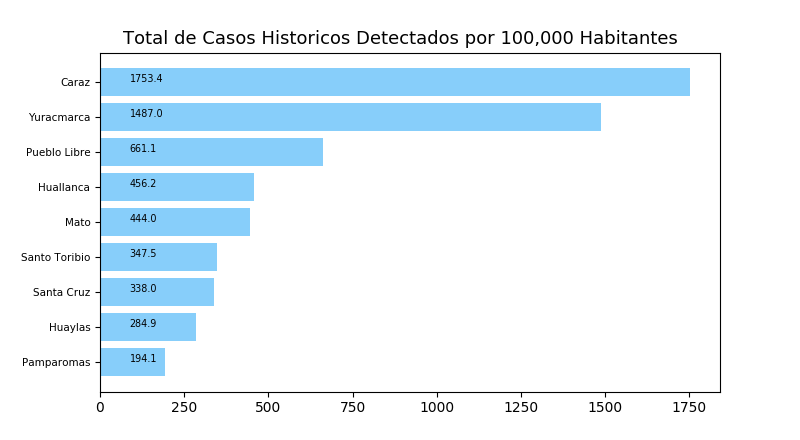 Total de Casos Historicos Detectados por 100,000 Habitantes
Caraz 1753.4
Yuracmarca 1487.0
Pueblo Libre 661.1
Huallanca 456.2
Mato 444.0
Santo Toribio 347.5
Santa Cruz 338.0
Huaylas 284.9
Pamparomas 194.1
0 250 500 750 1000 1250 1500 1750